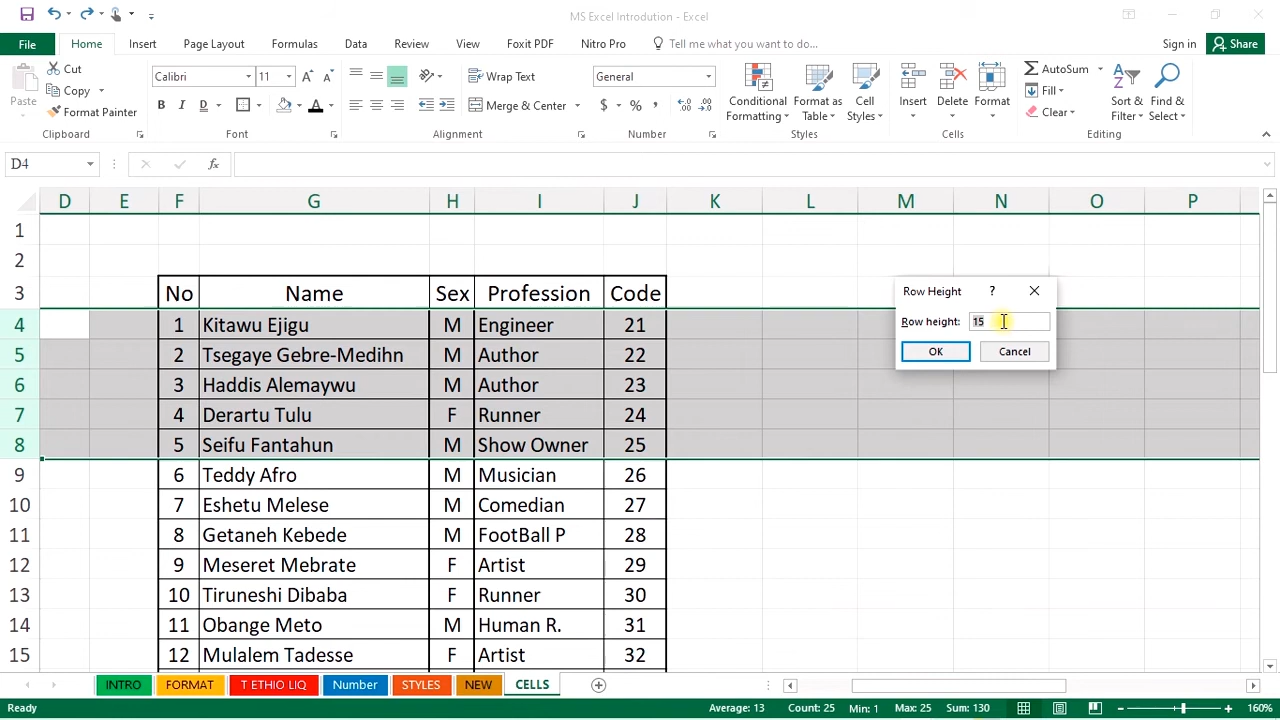 MS Excel Introdution - Excel
File Home Insert Page Layout Formulas Data Review View Foxit PDF Nitro Pro Tell me what you want to do... Sign in Share
Paste
Cut
Copy
Format Painter
Clipboard
Calibri 11
B I D
Font
Wrap Text
Merge & Center
Alignment
General
$ % ,
Number
Conditional Formatting
Format as Table
Cell Styles
Styles
Insert Delete Format
Cells
AutoSum
Fill
Clear
Sort & Filter
Find & Select
Editing
D4 fx
D E F G H I J K L M N O P
1
2
3 No Name Sex Profession Code
4 1 Kitawu Ejigu M Engineer 21
5 2 Tsegaye Gebre-Medihn M Author 22
6 3 Haddis Alemaywu M Author 23
7 4 Derartu Tulu F Runner 24
8 5 Seifu Fantahun M Show Owner 25
9 6 Teddy Afro M Musician 26
10 7 Eshetu Melese M Comedian 27
11 8 Getaneh Kebede M FootBall P 28
12 9 Meseret Mebrate F Artist 29
13 10 Tiruneshi Dibaba F Runner 30
14 11 Obange Meto M Human R. 31
15 12 Mulalem Tadesse F Artist 32
Row Height ?
Row height: 15
OK Cancel
INTRO FORMAT T ETHIO LIQ Number STYLES NEW CELLS
Ready Average: 13 Count: 25 Min: 1 Max: 25 Sum: 130 160%